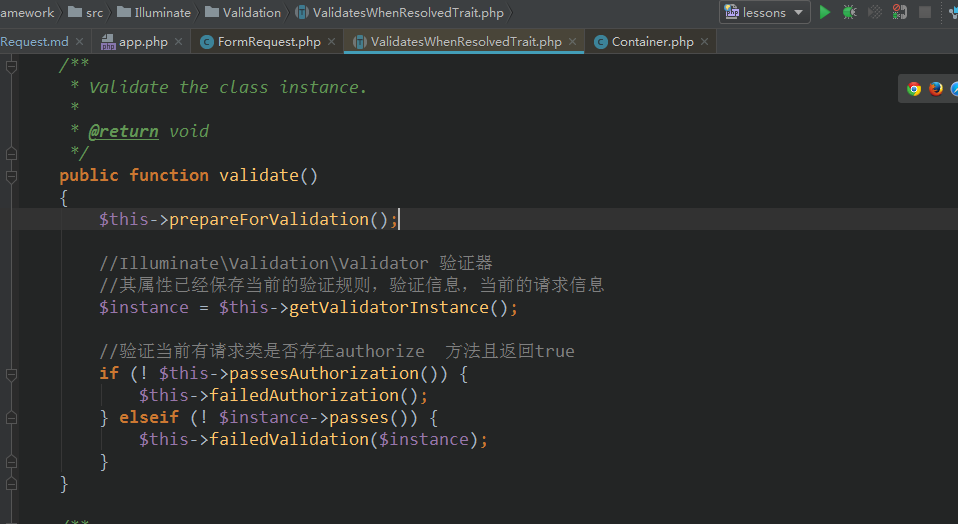 amework src Illuminate Validation ValidatesWhenResolvedTrait.php lessons
Request.md app.php FormRequest.php ValidatesWhenResolvedTrait.php Container.php
/**
* Validate the class instance.
*
* @return void
*/
public function validate()
{
$this->prepareForValidation();
//Illuminate\Validation\Validator 验证器
//其属性已经保存当前的验证规则，验证信息，当前的请求信息
$instance = $this->getValidatorInstance();
//验证当前有请求类是否存在authorize 方法且返回true
if (! $this->passesAuthorization()) {
$this->failedAuthorization();
} elseif (! $instance->passes()) {
$this->failedValidation($instance);
}
}
/**